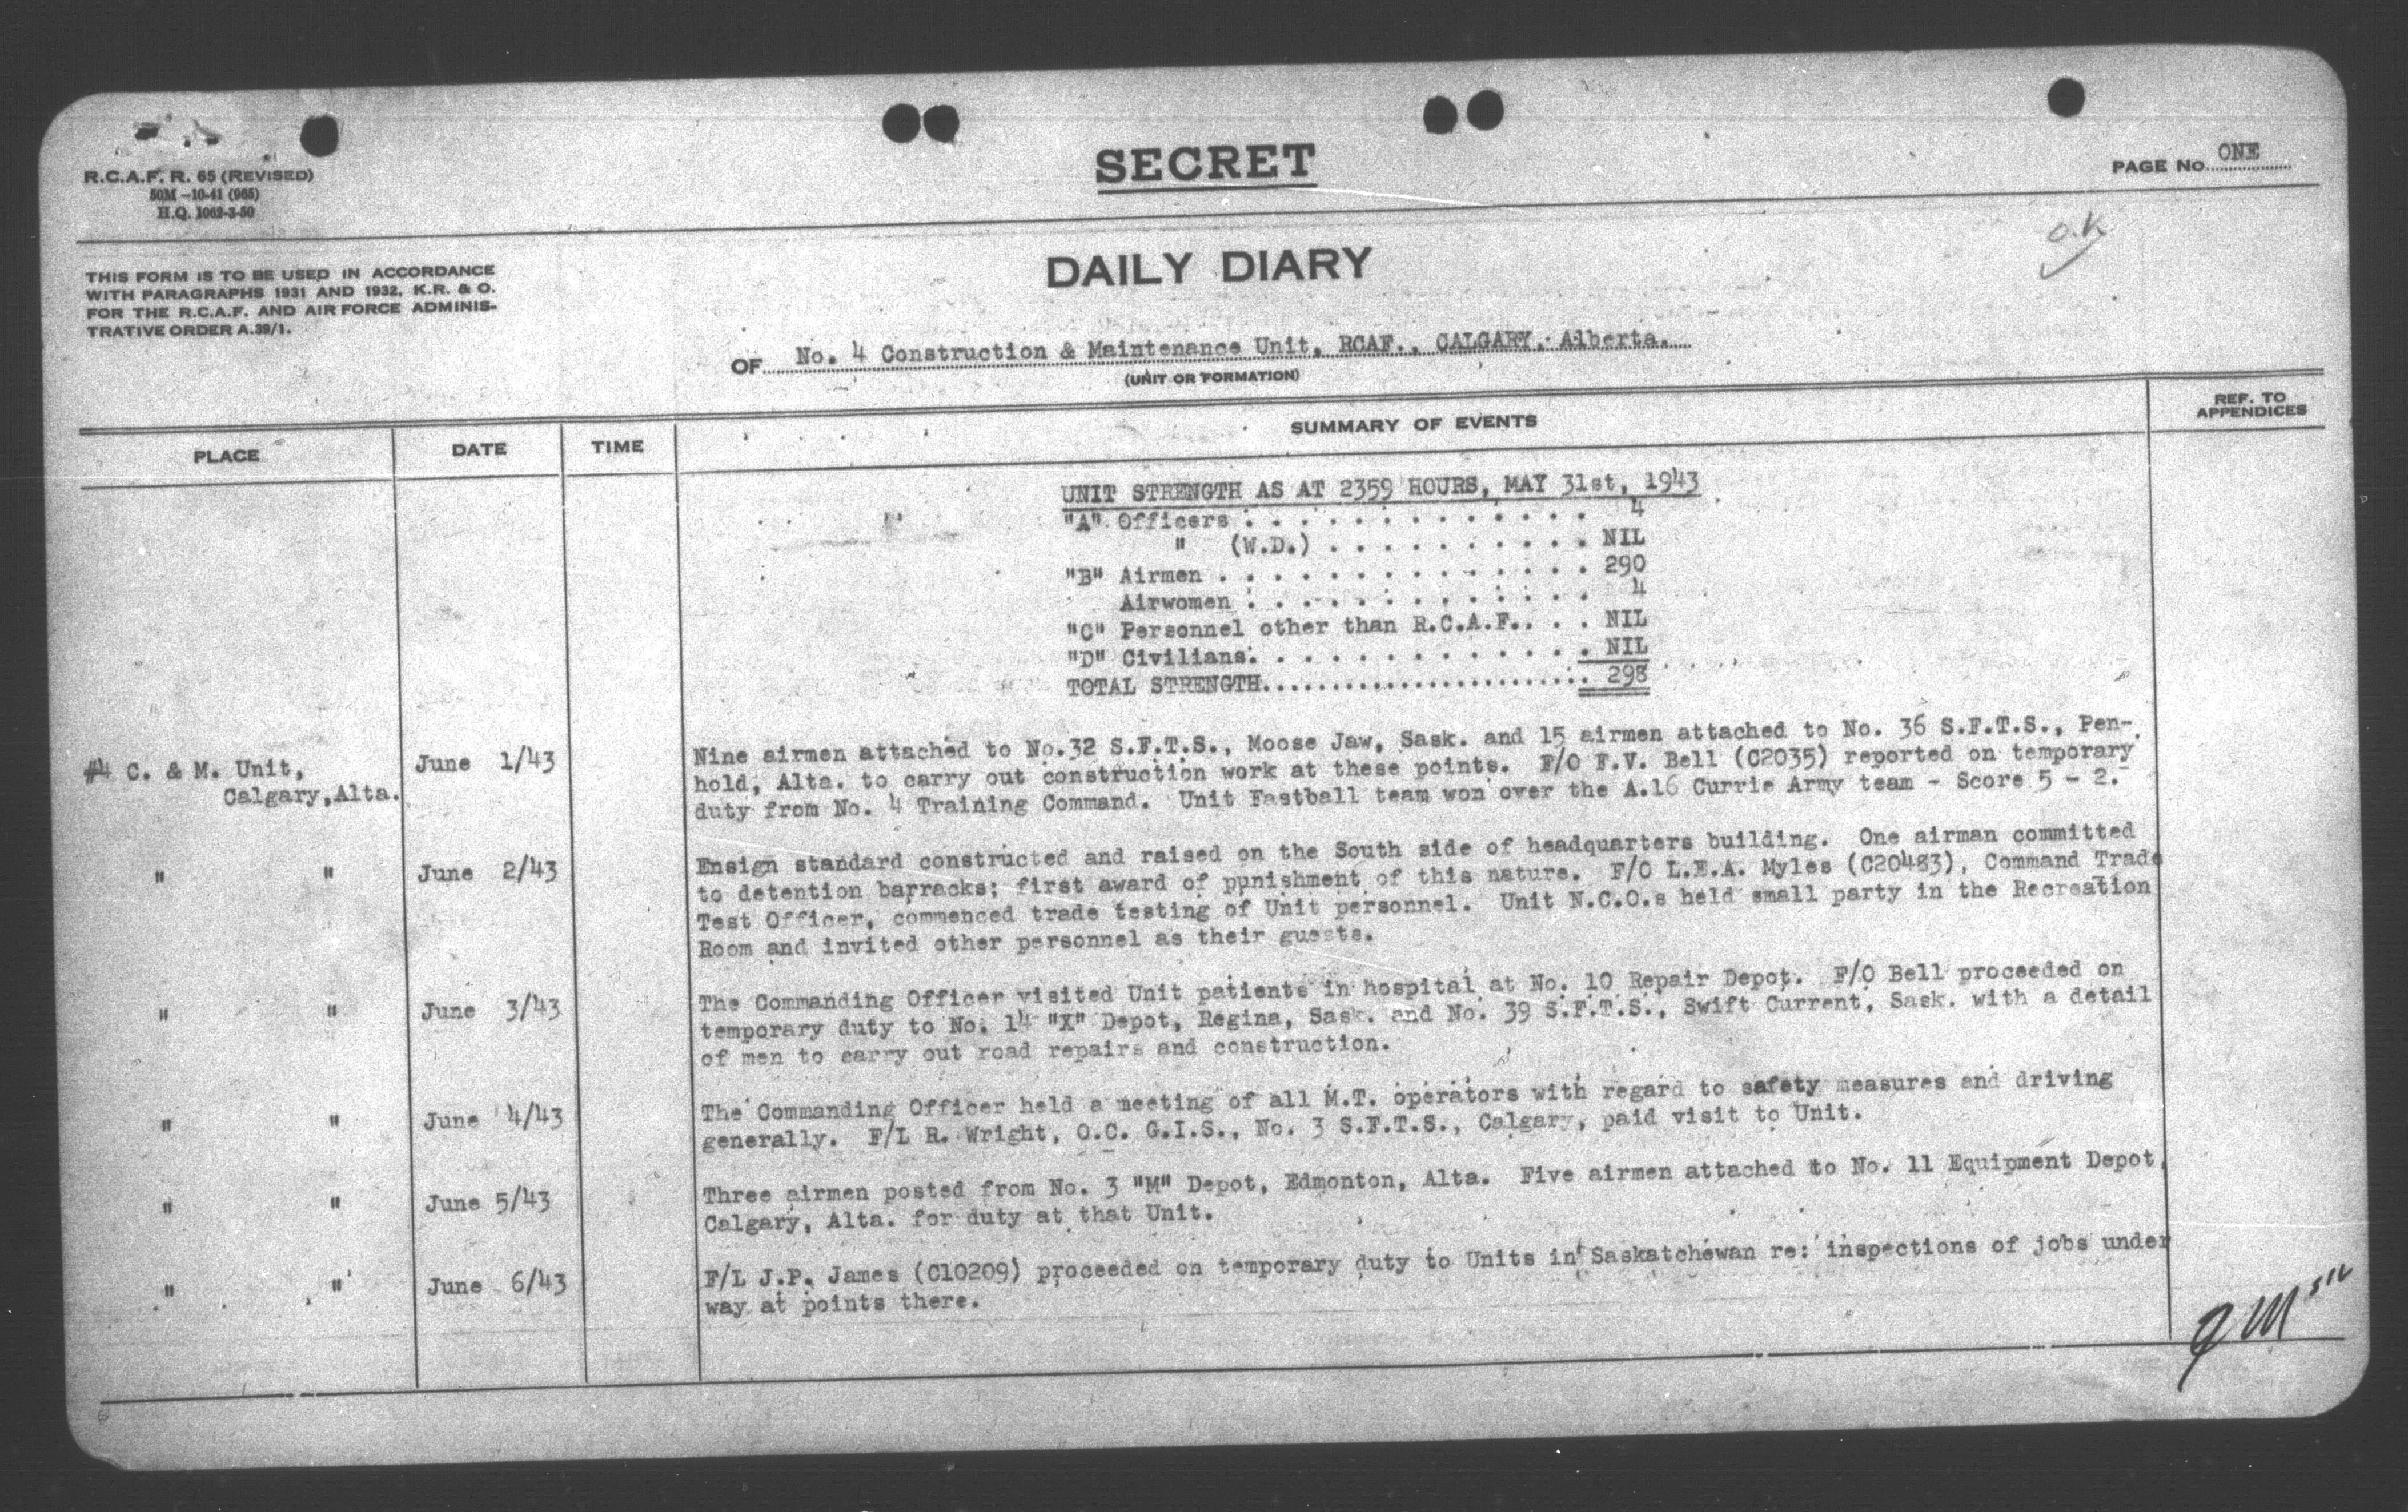 R.C.A.F. R. 65 (REVISED)
50M-10-41 (965)
H.Q. 1062-3-50
SECRET
PAGE No. ONE
O.K.
THIS FORM IS TO BE USED IN ACCORDANCE
WITH PARAGRAPHS 1931 AND 1932, K.R. & O.
FOR THE R.C.A.F. AND AIR FORCE ADMINIS-
TRATIVE ORDER A.39/1.
DAILY DIARY
OF No. 4 Construction & Maintenance Unit, RCAF., CALGARY, Alberta.
(UNIT OR FORMATION)
PLACE DATE TIME SUMMARY OF EVENTS REF. TO APPENDICES
UNIT STRENGTH AS AT 2359 HOURS, MAY 31st, 1943
"A" Officers . . . . . . . . . . . . . 4
" (W.D.) . . . . . . . . . . NIL
"B" Airmen . . . . . . . . . . . . . . 290
Airwomen . . . . . . . . . . . . . 4
"C" Personnel other than R.C.A.F.. . . NIL
"D" Civilians. . . . . . . . . . . . . NIL
TOTAL STRENGTH........................ 298
#4 C. & M. Unit,
Calgary, Alta.
June 1/43
Nine airmen attached to No.32 S.F.T.S., Moose Jaw, Sask. and 15 airmen attached to No. 36 S.F.T.S., Pen-
hold, Alta. to carry out construction work at these points. F/O F.V. Bell (C2035) reported on temporary
duty from No. 4 Training Command. Unit Fastball team won over the A.16 Currie Army team - Score 5 - 2.
" " June 2/43
Ensign standard constructed and raised on the South side of headquarters building. One airman committed
to detention barracks; first award of punishment of this nature. F/O L.E.A. Myles (C20483), Command Trade
Test Officer, commenced trade testing of Unit personnel. Unit N.C.O.s held small party in the Recreation
Room and invited other personnel as their guests.
" " June 3/43
The Commanding Officer visited Unit patients in hospital at No. 10 Repair Depot. F/O Bell proceeded on
temporary duty to No. 14 "X" Depot, Regina, Sask. and No. 39 S.F.T.S., Swift Current, Sask. with a detail
of men to carry out road repairs and construction.
" " June 4/43
The Commanding Officer held a meeting of all M.T. operators with regard to safety measures and driving
generally. F/L R. Wright, O.C. G.I.S., No. 3 S.F.T.S., Calgary, paid visit to Unit.
" " June 5/43
Three airmen posted from No. 3 "M" Depot, Edmonton, Alta. Five airmen attached to No. 11 Equipment Depot,
Calgary, Alta. for duty at that Unit.
" " June 6/43
F/L J.P. James (C10209) proceeded on temporary duty to Units in Saskatchewan re: inspections of jobs under
way at points there.